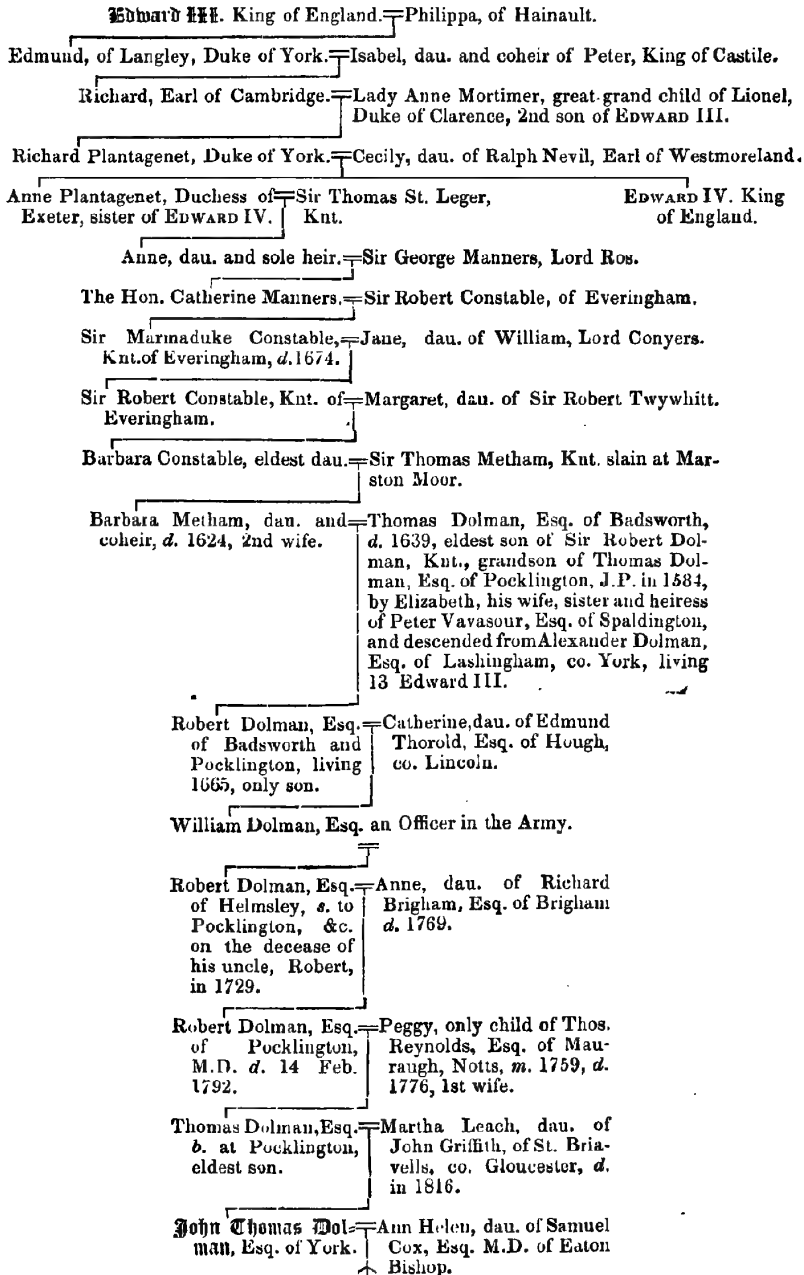 Edward III. King of England.
Philippa, of Hainault.
Edmund, of Langley, Duke of York.
Isabel, dau. and coheir of Peter, King of Castile.
Richard, Earl of Cambridge.
Lady Anne Mortimer, great-grand child of Lionel,
Duke of Clarence, 2nd son of EDWARD III.
Richard Plantagenet, Duke of York.
Cecily, dau. of Ralph Nevil, Earl of Westmoreland.
Anne Plantagenet, Duchess of
Exeter, sister of EDWARD IV.
Sir Thomas St. Leger,
Knt.
EDWARD IV. King
of England.
Anne, dau. and sole heir.
Sir George Manners, Lord Ros.
The Hon. Catherine Manners.
Sir Robert Constable, of Everingham.
Sir Marmaduke Constable,
Knt. of Everingham, d. 1674.
Jane, dau. of William, Lord Conyers.
Sir Robert Constable, Knt. of
Everingham.
Margaret, dau. of Sir Robert Twywhitt.
Barbara Constable, eldest dau.
Sir Thomas Metham, Knt. slain at Mar-
ston Moor.
Barbara Metham, dau. and
coheir, d. 1624, 2nd wife.
Thomas Dolman, Esq. of Badsworth,
d. 1639, eldest son of Sir Robert Dol-
man, Knt., grandson of Thomas Dol-
man, Esq. of Pocklington, J.P. in 1584,
by Elizabeth, his wife, sister and heiress
of Peter Vavasour, Esq. of Spaldington,
and descended from Alexander Dolman,
Esq. of Lashingham, co. York, living
13 Edward III.
Robert Dolman, Esq.
of Badsworth and
Pocklington, living
1665, only son.
Catherine, dau. of Edmund
Thorold, Esq. of Hough,
co. Lincoln.
William Dolman, Esq. an Officer in the Army.
Robert Dolman, Esq.
of Helmsley, s. to
Pocklington, &c.
on the decease of
his uncle, Robert,
in 1729.
Anne, dau. of Richard
Brigham, Esq. of Brigham
d. 1769.
Robert Dolman, Esq.
of Pocklington,
M.D. d. 14 Feb.
1792.
Peggy, only child of Thos.
Reynolds, Esq. of Mau-
raugh, Notts, m. 1759, d.
1776, 1st wife.
Thomas Dolman, Esq.
b. at Pocklington,
eldest son.
Martha Leach, dau. of
John Griffith, of St. Bria-
vells, co. Gloucester, d.
in 1816.
John Thomas Dol-
man, Esq. of York.
Ann Helen, dau. of Samuel
Cox, Esq. M.D. of Eaton
Bishop.